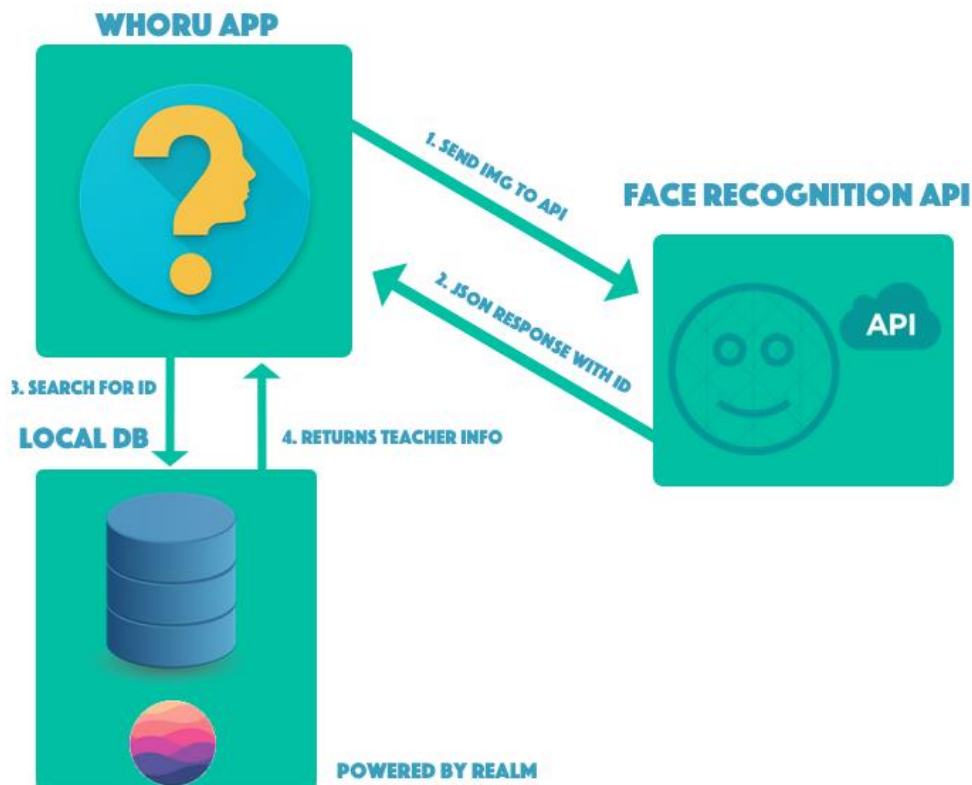 WHORU APP
1. SEND IMG TO API
FACE RECOGNITION API
API
2. JSON RESPONSE WITH ID
3. SEARCH FOR ID
LOCAL DB
4. RETURNS TEACHER INFO
POWERED BY REALM